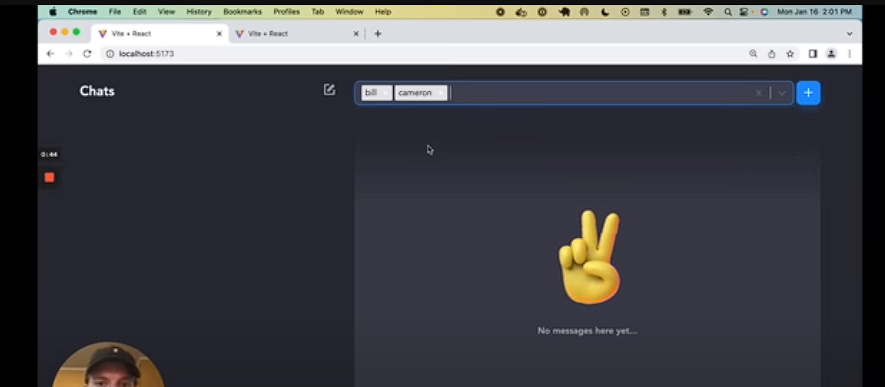 Chrome File Edit View History Bookmarks Profiles Tab Window Help Mon Jan 16 2:01 PM
Vite + React Vite + React
localhost:5173
Chats bill cameron
0:44
No messages here yet...